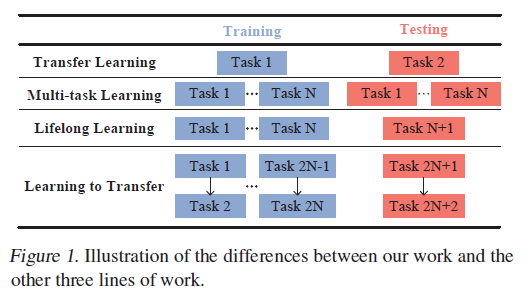 Training Testing
Transfer Learning Task 1 Task 2
Multi-task Learning Task 1 ... Task N Task 1 ... Task N
Lifelong Learning Task 1 ... Task N Task N+1
Task 1 Task 2N-1 Task 2N+1
Learning to Transfer ...
Task 2 Task 2N Task 2N+2
Figure 1. Illustration of the differences between our work and the
other three lines of work.